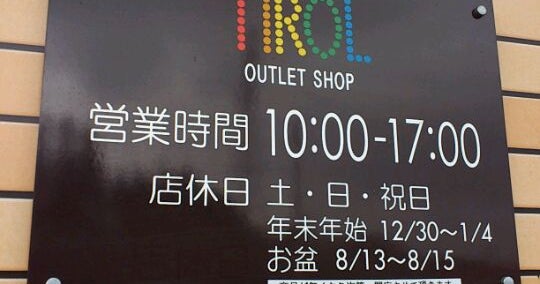 TIROL
OUTLET SHOP
営業時間 10:00-17:00
店休日 土・日・祝日
年末年始 12/30～1/4
お盆 8/13～8/15